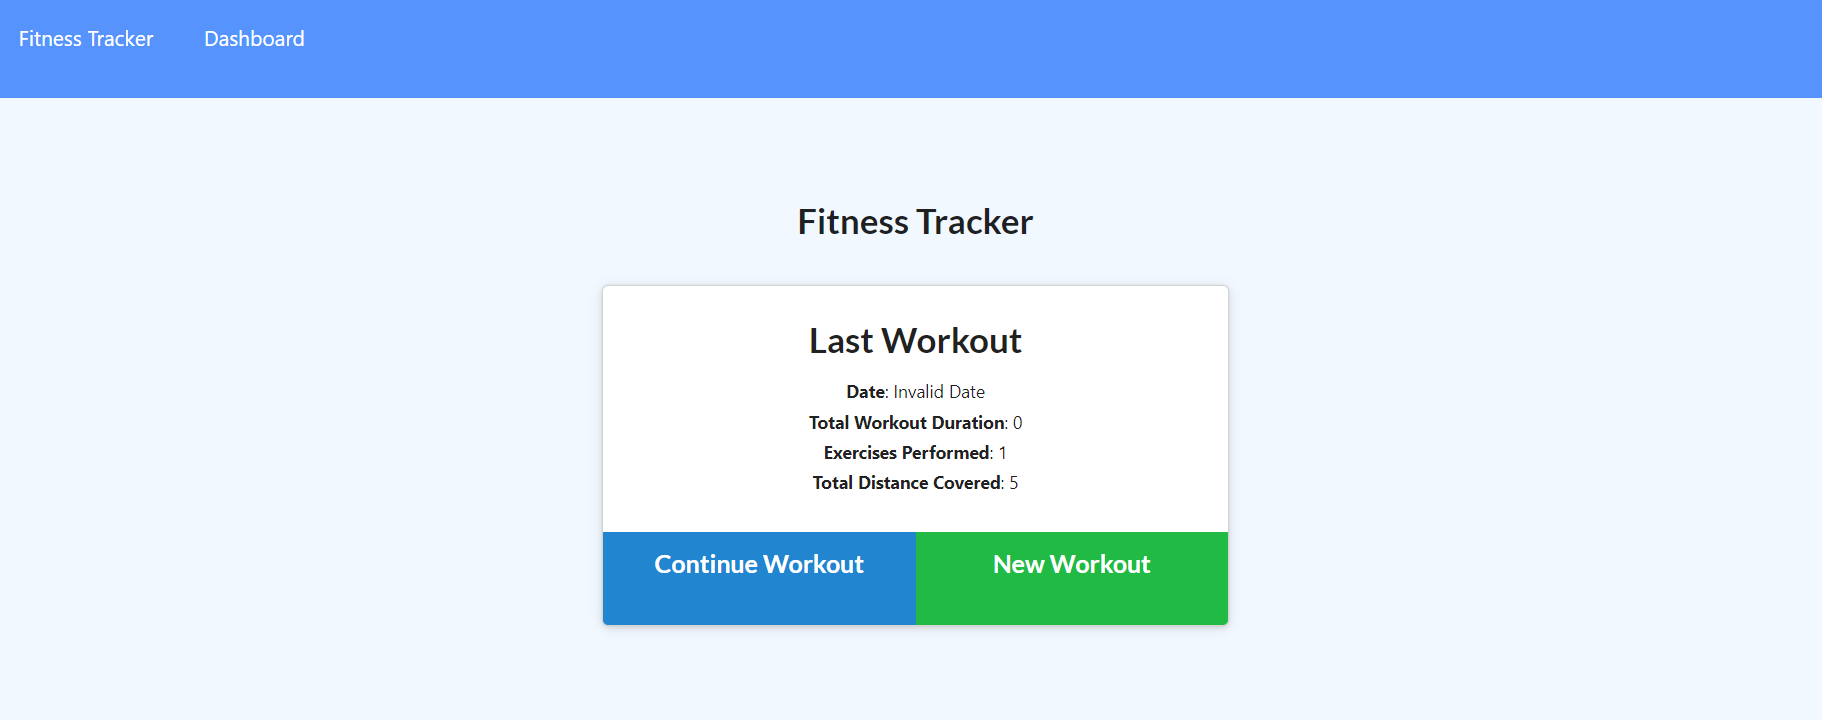 Fitness Tracker Dashboard
Fitness Tracker
Last Workout
Date: Invalid Date
Total Workout Duration: 0
Exercises Performed: 1
Total Distance Covered: 5
Continue Workout New Workout